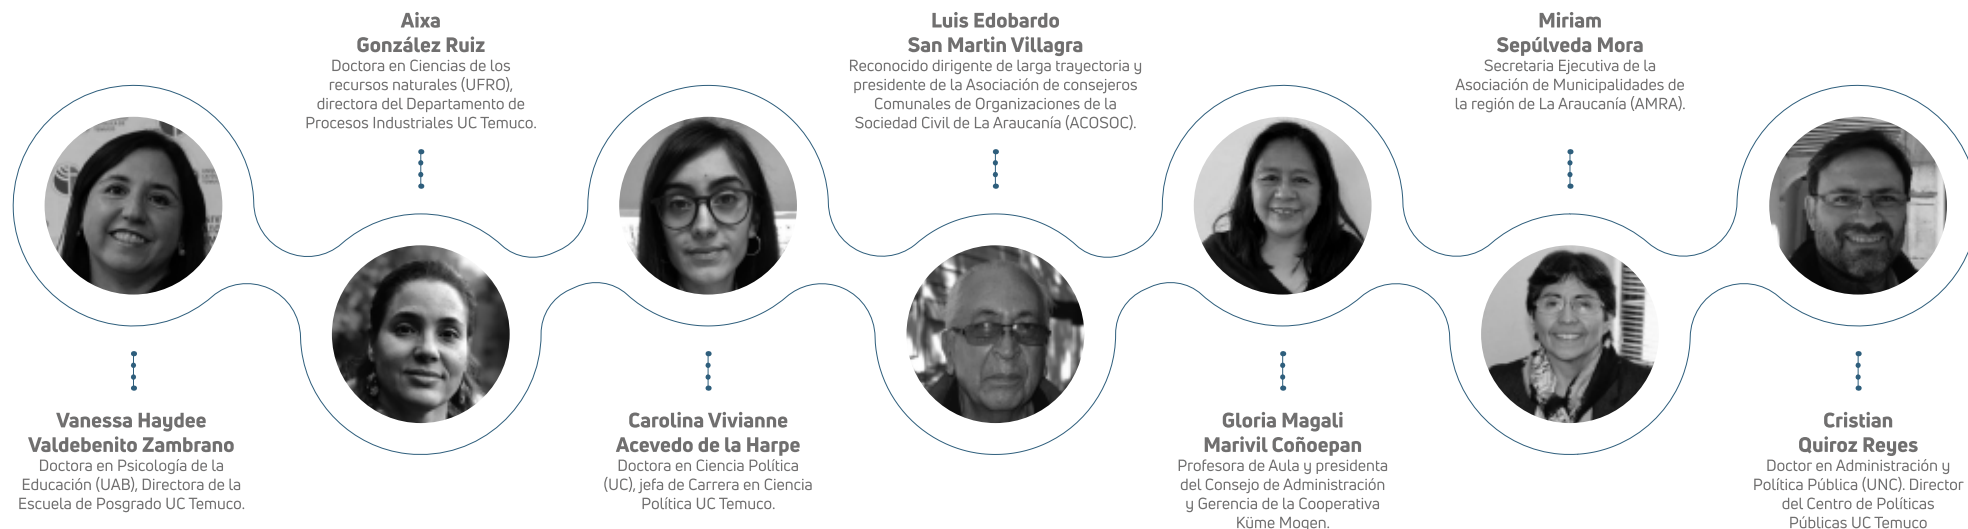 Aixa
González Ruiz
Doctora en Ciencias de los
recursos naturales (UFRO),
directora del Departamento de
Procesos Industriales UC Temuco.
Luis Edobardo
San Martin Villagra
Reconocido dirigente de larga trayectoria y
presidente de la Asociación de consejeros
Comunales de Organizaciones de la
Sociedad Civil de La Araucanía (ACOSOC).
Miriam
Sepúlveda Mora
Secretaria Ejecutiva de la
Asociación de Municipalidades de
la región de La Araucanía (AMRA).
Vanessa Haydee
Valdebenito Zambrano
Doctora en Psicología de la
Educación (UAB), Directora de la
Escuela de Posgrado UC Temuco.
Carolina Vivianne
Acevedo de la Harpe
Doctora en Ciencia Política
(UC), jefa de Carrera en Ciencia
Política UC Temuco.
Gloria Magali
Marivil Coñoepan
Profesora de Aula y presidenta
del Consejo de Administración
y Gerencia de la Cooperativa
Küme Mogen.
Cristian
Quiroz Reyes
Doctor en Administración y
Política Pública (UNC). Director
del Centro de Políticas
Públicas UC Temuco